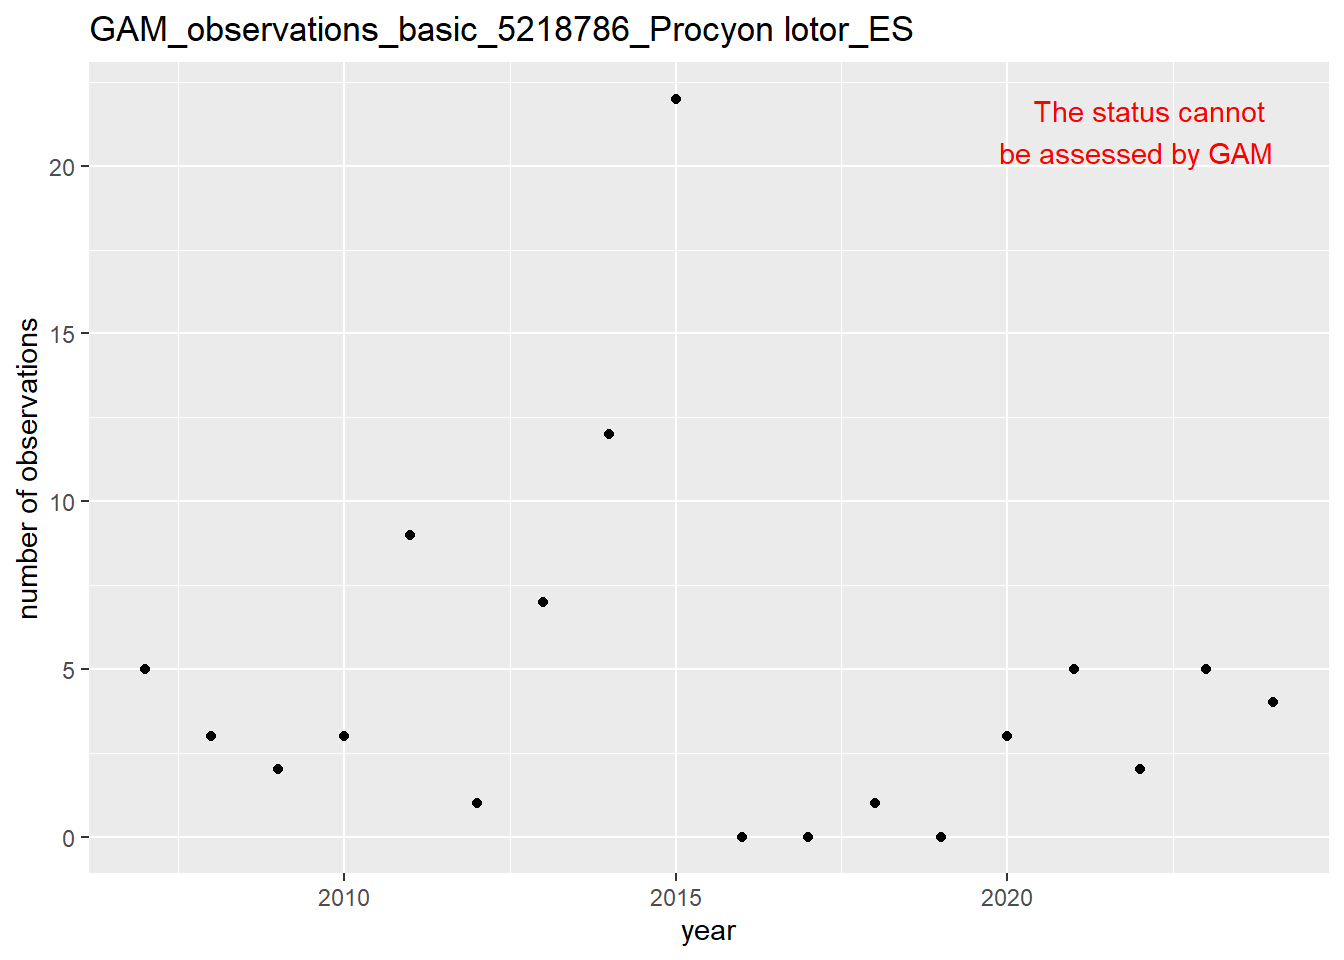 GAM_observations_basic_5218786_Procyon lotor_ES
The status cannot
be assessed by GAM
number of observations
20
15
10
5
0
2010
2015
2020
year